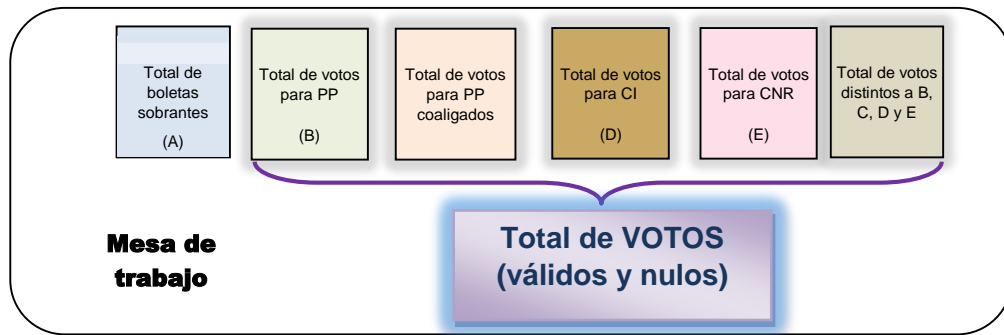 Total de
boletas
sobrantes
(A)
Total de votos
para PP
(B)
Total de votos
para PP
coaligados
Total de votos
para CI
(D)
Total de votos
para CNR
(E)
Total de votos
distintos a B,
C, D y E
Mesa de
trabajo
Total de VOTOS
(válidos y nulos)